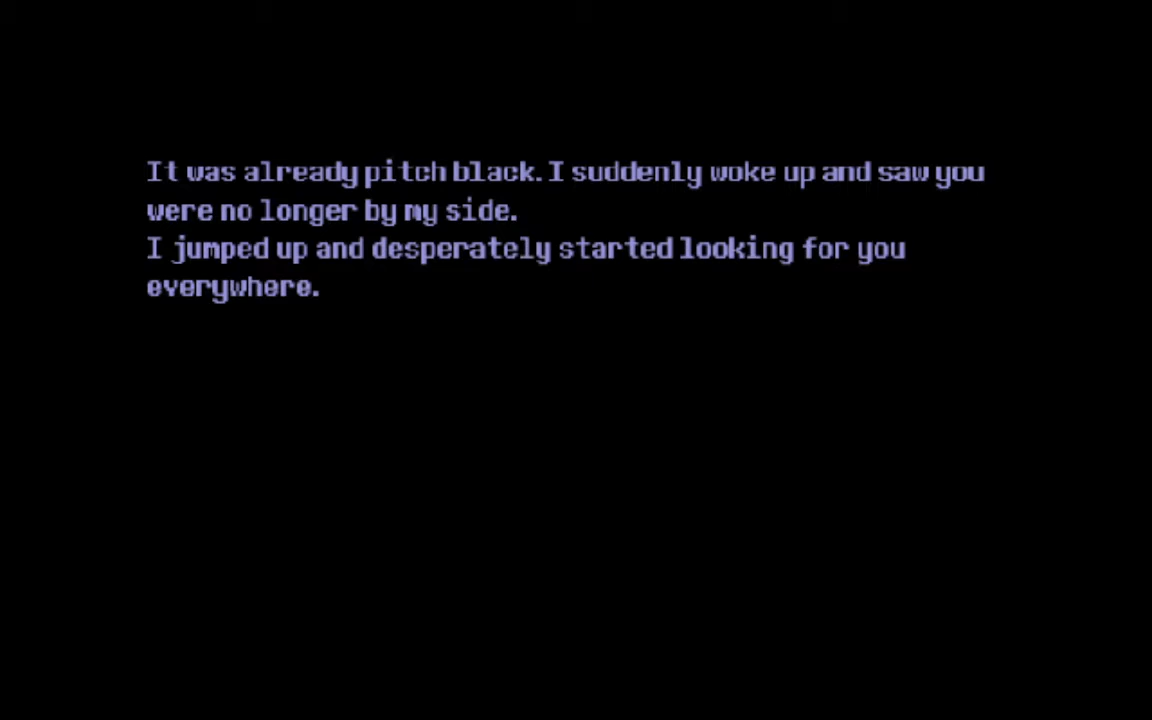 It was already pitch black. I suddenly woke up and saw you
were no longer by my side.
I jumped up and desperately started looking for you
everywhere.